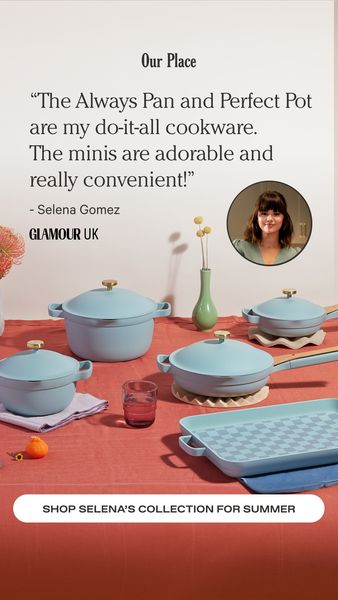 Our Place
“The Always Pan and Perfect Pot
are my do-it-all cookware.
The minis are adorable and
really convenient!”
- Selena Gomez
GLAMOUR UK
SHOP SELENA’S COLLECTION FOR SUMMER